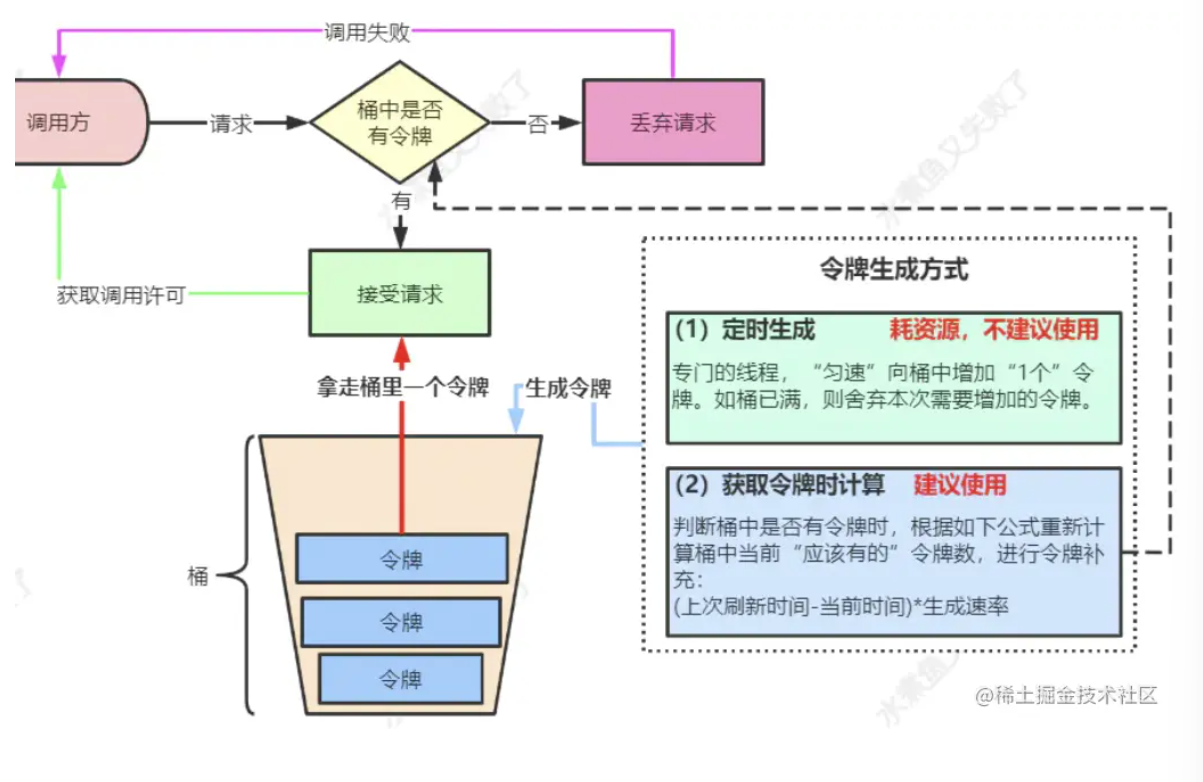 调用失败
调用方
请求
桶中是否
有令牌
否
丢弃请求
有
获取调用许可
接受请求
拿走桶里一个令牌
生成令牌
令牌生成方式
（1）定时生成 耗资源，不建议使用
专门的线程，“匀速”向桶中增加“1个”令
牌。如桶已满，则舍弃本次需要增加的令牌。
（2）获取令牌时计算 建议使用
判断桶中是否有令牌时，根据如下公式重新计
算桶中当前“应该有的”令牌数，进行令牌补
充：
(上次刷新时间-当前时间)*生成速率
桶
令牌
令牌
令牌
水煮鱼又失败了
@稀土掘金技术社区